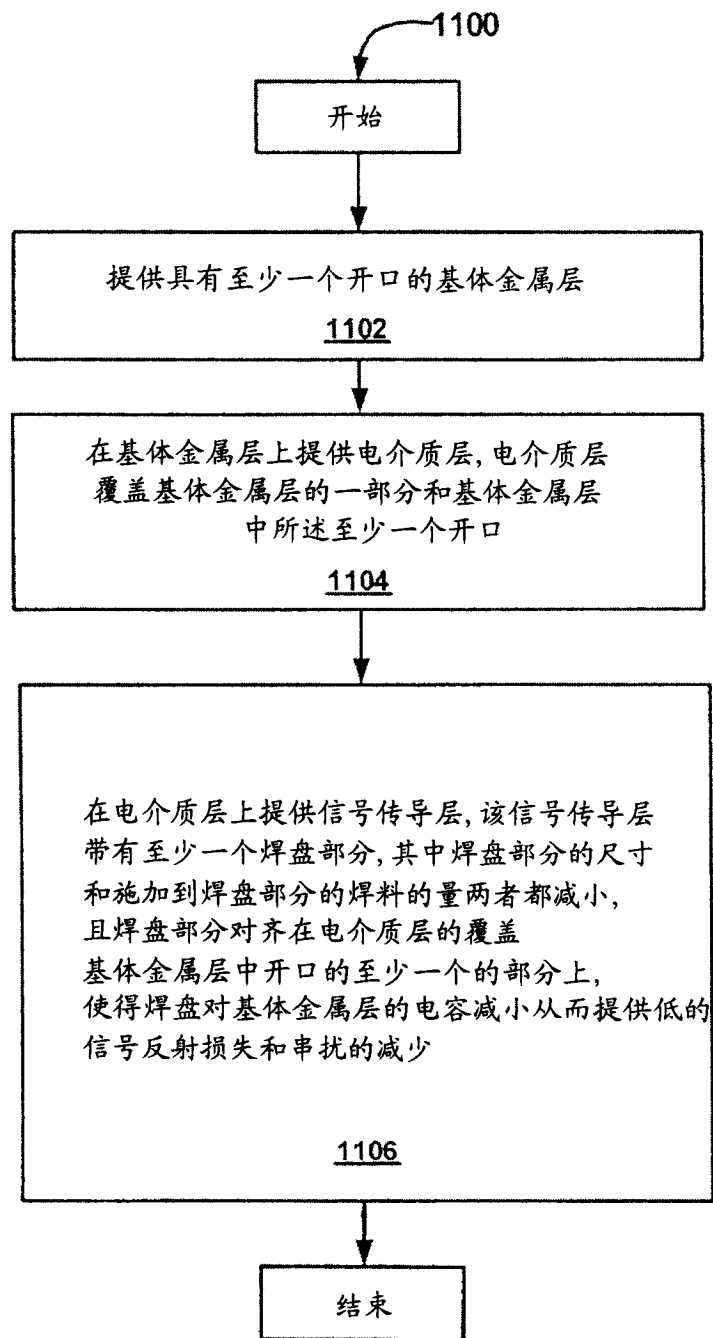 1100
开始
提供具有至少一个开口的基体金属层
1102
在基体金属层上提供电介质层,电介质层
覆盖基体金属层的一部分和基体金属层
中所述至少一个开口
1104
在电介质层上提供信号传导层,该信号传导层
带有至少一个焊盘部分,其中焊盘部分的尺寸
和施加到焊盘部分的焊料的量两者都减小,
且焊盘部分对齐在电介质层的覆盖
基体金属层中开口的至少一个的部分上,
使得焊盘对基体金属层的电容减小从而提供低的
信号反射损失和串扰的减少
1106
结束